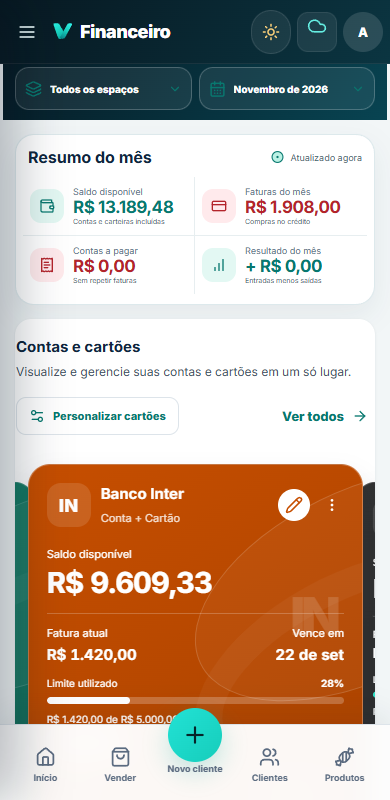 Financeiro
A
Todos os espaços
Novembro de 2026
Resumo do mês
Atualizado agora
Saldo disponível
R$ 13.189,48
Contas e carteiras incluídas
Faturas do mês
R$ 1.908,00
Compras no crédito
Contas a pagar
R$ 0,00
Sem repetir faturas
Resultado do mês
+ R$ 0,00
Entradas menos saídas
Contas e cartões
Visualize e gerencie suas contas e cartões em um só lugar.
Personalizar cartões
Ver todos
IN
Banco Inter
Conta + Cartão
Saldo disponível
R$ 9.609,33
IN
Fatura atual
Vence em
R$ 1.420,00
22 de set
Limite utilizado
28%
R$ 1.420,00 de R$ 5.000,00
Início
Vender
Novo cliente
Clientes
Produtos